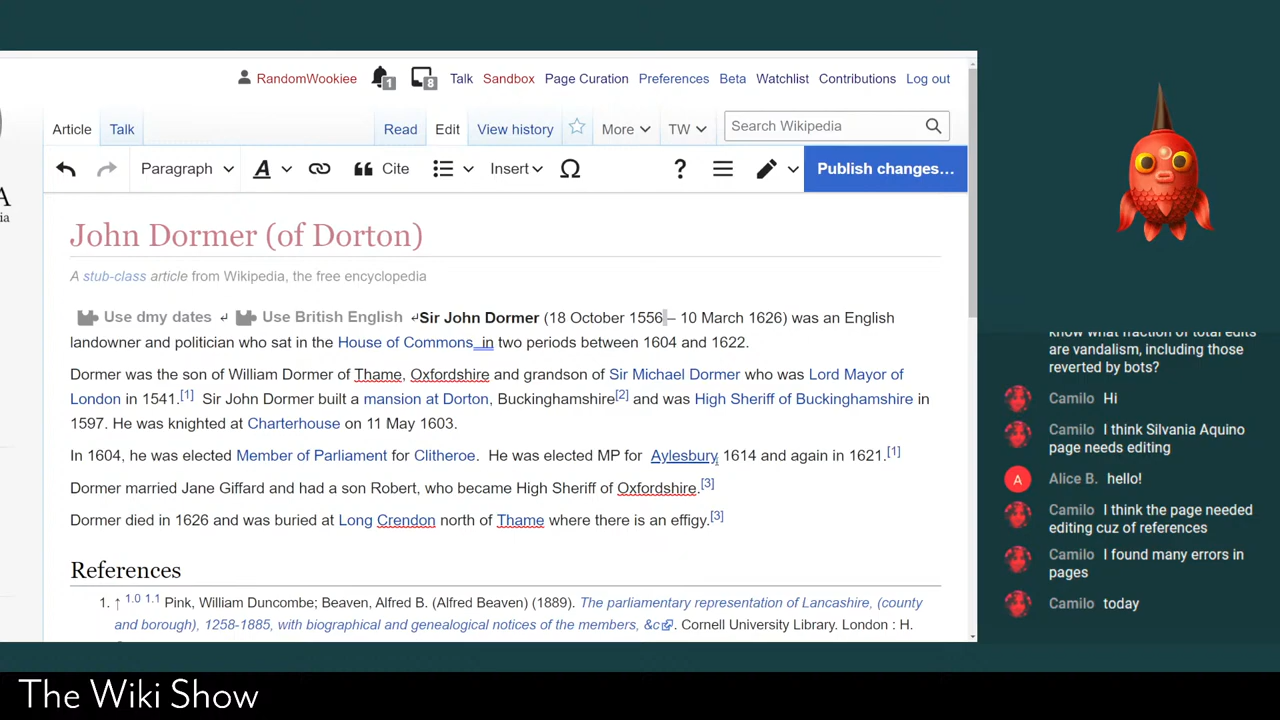 RandomWookiee 1 8 Talk Sandbox Page Curation Preferences Beta Watchlist Contributions Log out
Article Talk Read Edit View history More TW Search Wikipedia
Paragraph A Cite Insert Ω ? Publish changes…
A
ia
John Dormer (of Dorton)
A stub-class article from Wikipedia, the free encyclopedia
Use dmy dates ↵ Use British English ↵Sir John Dormer (18 October 1556 – 10 March 1626) was an English
landowner and politician who sat in the House of Commons in two periods between 1604 and 1622.
Dormer was the son of William Dormer of Thame, Oxfordshire and grandson of Sir Michael Dormer who was Lord Mayor of
London in 1541.[1] Sir John Dormer built a mansion at Dorton, Buckinghamshire[2] and was High Sheriff of Buckinghamshire in
1597. He was knighted at Charterhouse on 11 May 1603.
In 1604, he was elected Member of Parliament for Clitheroe. He was elected MP for Aylesbury 1614 and again in 1621.[1]
Dormer married Jane Giffard and had a son Robert, who became High Sheriff of Oxfordshire.[3]
Dormer died in 1626 and was buried at Long Crendon north of Thame where there is an effigy.[3]
References
1. ↑ 1.0 1.1 Pink, William Duncombe; Beaven, Alfred B. (Alfred Beaven) (1889). The parliamentary representation of Lancashire, (county
and borough), 1258-1885, with biographical and genealogical notices of the members, &c. Cornell University Library. London : H.
know what fraction of total edits
are vandalism, including those
reverted by bots?
Camilo Hi
Camilo I think Silvania Aquino
page needs editing
A Alice B. hello!
Camilo I think the page needed
editing cuz of references
Camilo I found many errors in
pages
Camilo today
The Wiki Show